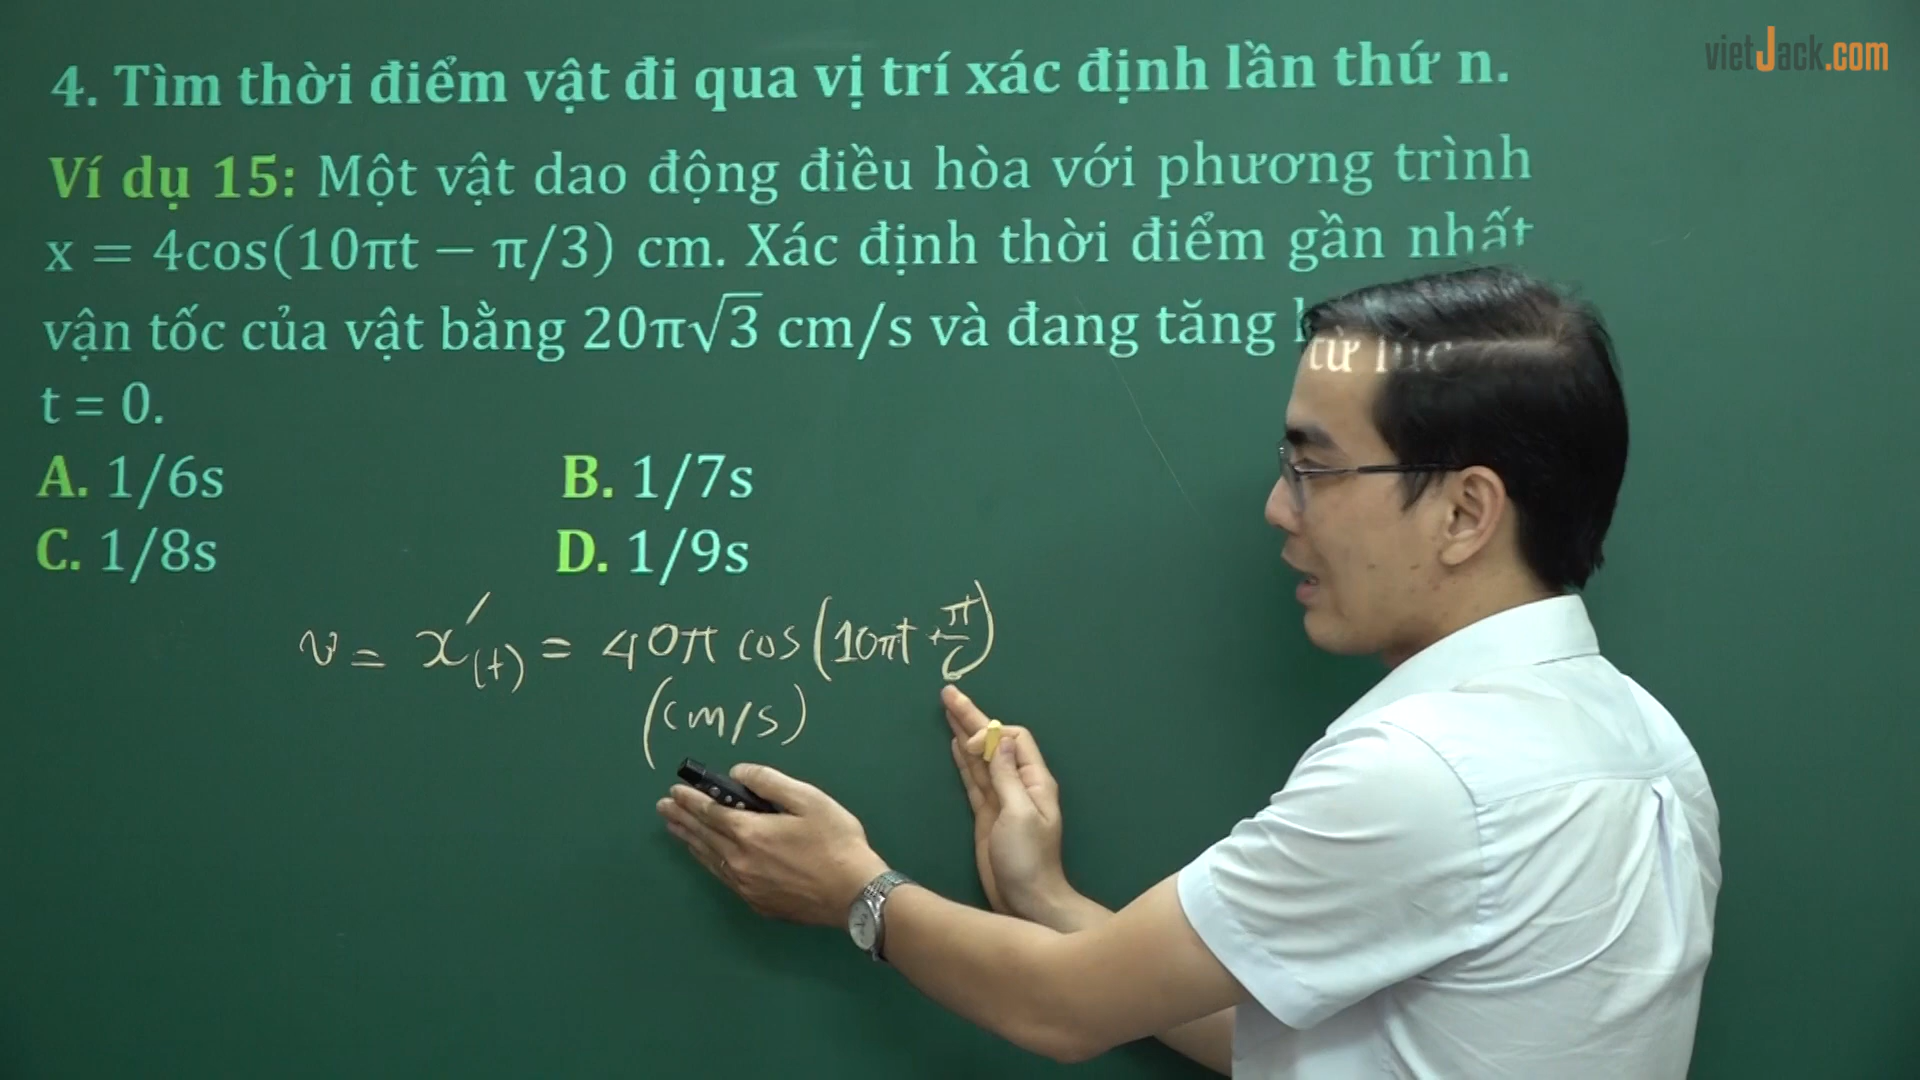 vietJack.com
4. Tìm thời điểm vật đi qua vị trí xác định lần thứ n.
Ví dụ 15: Một vật dao động điều hòa với phương trình
x = 4cos(10πt − π/3) cm. Xác định thời điểm gần nhất
vận tốc của vật bằng 20π√3 cm/s và đang tăng từ lúc
t = 0.
A. 1/6s B. 1/7s
C. 1/8s D. 1/9s
v = x'(t) = 40π cos(10πt + π/6)
(cm/s)